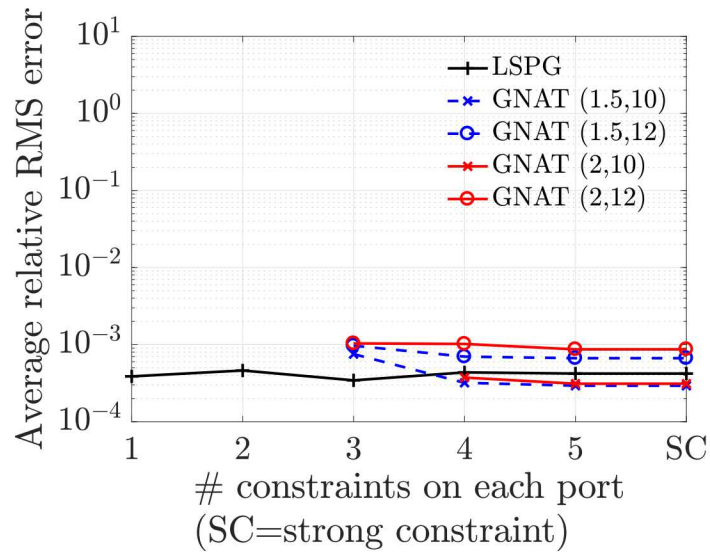 Average relative RMS error
10^1
10^0
10^-1
10^-2
10^-3
10^-4
LSPG
GNAT (1.5,10)
GNAT (1.5,12)
GNAT (2,10)
GNAT (2,12)
1 2 3 4 5 SC
# constraints on each port
(SC=strong constraint)